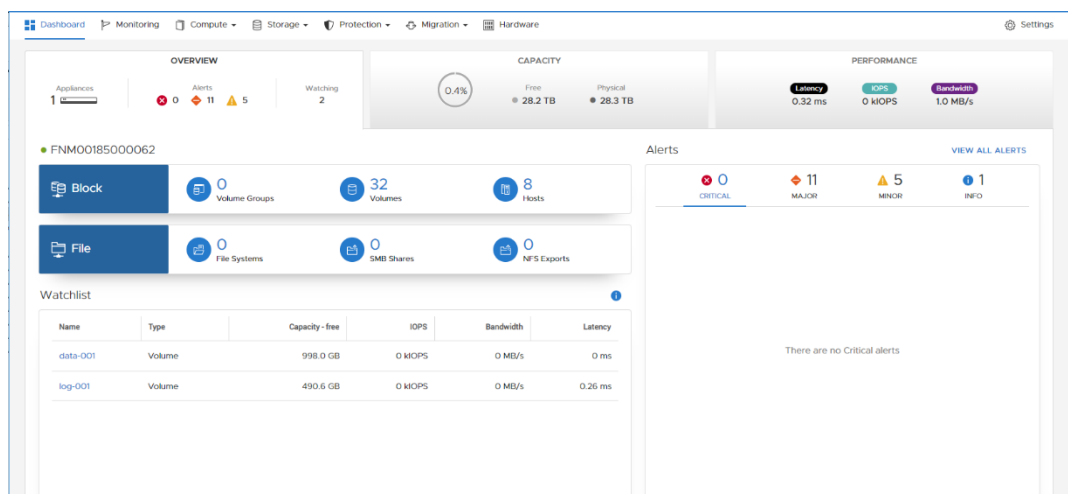 Dashboard Monitoring Compute Storage Protection Migration Hardware Settings
OVERVIEW
Appliances
1
Alerts
0 11 5
Watching
2
CAPACITY
0.4%
Free
28.2 TB
Physical
28.3 TB
PERFORMANCE
Latency
0.32 ms
IOPS
0 kIOPS
Bandwidth
1.0 MB/s
FNM00185000062
Block
0
Volume Groups
32
Volumes
8
Hosts
File
0
File Systems
0
SMB Shares
0
NFS Exports
Watchlist
Name Type Capacity - free IOPS Bandwidth Latency
data-001 Volume 998.0 GB 0 kIOPS 0 MB/s 0 ms
log-001 Volume 490.6 GB 0 kIOPS 0 MB/s 0.26 ms
Alerts VIEW ALL ALERTS
0
CRITICAL
11
MAJOR
5
MINOR
1
INFO
There are no Critical alerts